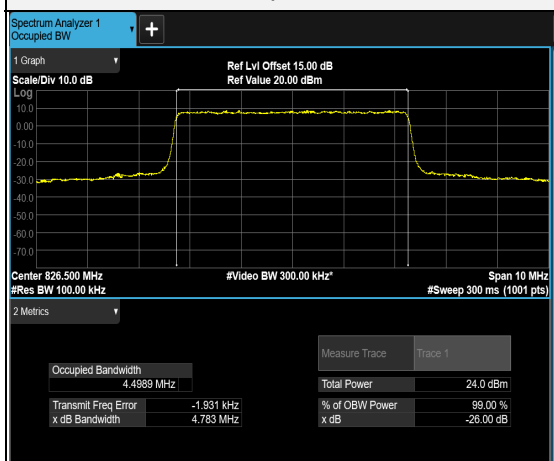 Spectrum Analyzer 1
Occupied BW
+
1 Graph
Scale/Div 10.0 dB
Ref Lvl Offset 15.00 dB
Ref Value 20.00 dBm
Log
10.0
0.00
-10.0
-20.0
-30.0
-40.0
-50.0
-60.0
-70.0
Center 826.500 MHz
#Video BW 300.00 kHz*
Span 10 MHz
#Res BW 100.00 kHz
#Sweep 300 ms (1001 pts)
2 Metrics
Measure Trace Trace 1
Occupied Bandwidth
4.4989 MHz
Total Power 24.0 dBm
Transmit Freq Error -1.931 kHz
% of OBW Power 99.00 %
x dB Bandwidth 4.783 MHz
x dB -26.00 dB